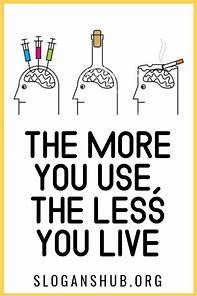 THE MORE
YOU USE,
THE LESS
YOU LIVE
SLOGANSHUB.ORG